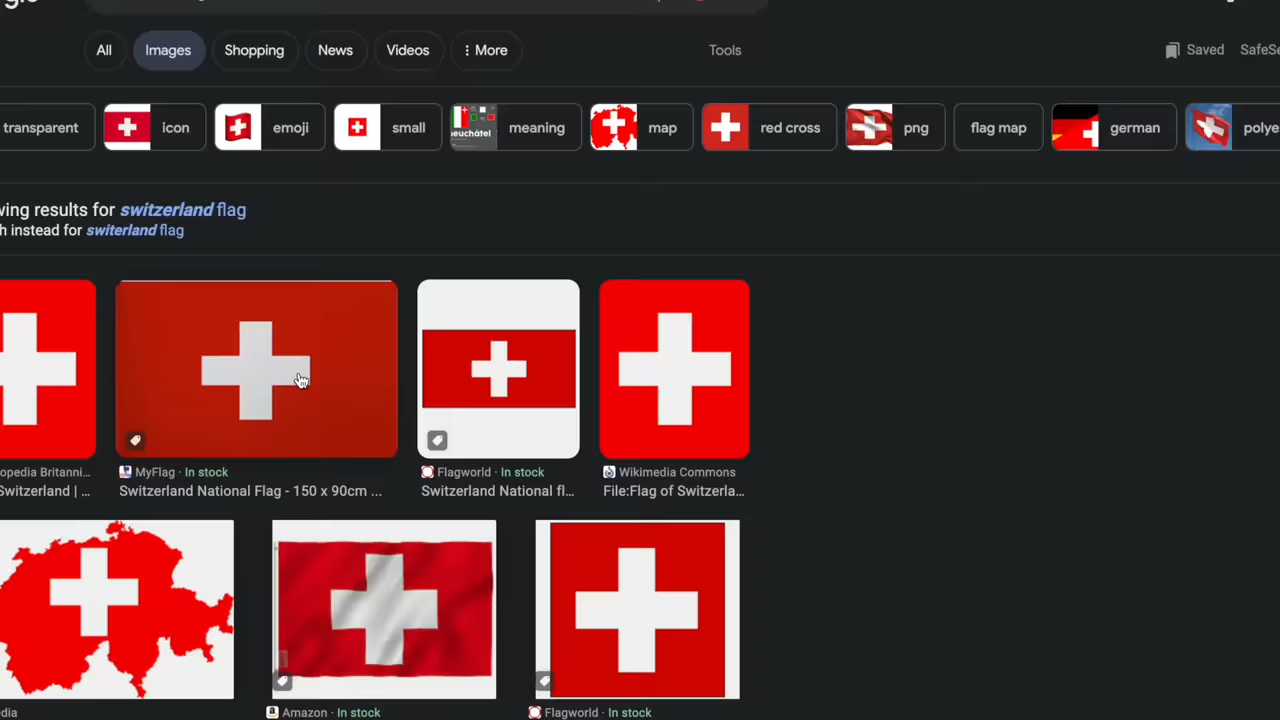 All Images Shopping News Videos More Tools Saved
transparent icon emoji small meaning map red cross png flag map german
neuchâtel
results for switzerland flag
instead for switerland flag
MyFlag · In stock Flagworld · In stock Wikimedia Commons
Switzerland | ... Switzerland National Flag - 150 x 90cm ... Switzerland National fl... File:Flag of Switzerla...
Amazon · In stock Flagworld · In stock